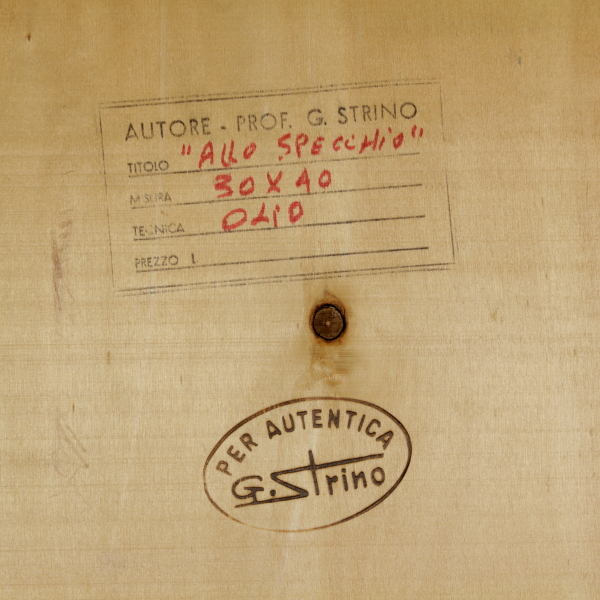 AUTORE - PROF. G. STRINO
TITOLO "ALLO SPECCHIO"
MISURA 30 X 40
TECNICA OLIO
PREZZO L
PER AUTENTICA
G. Strino